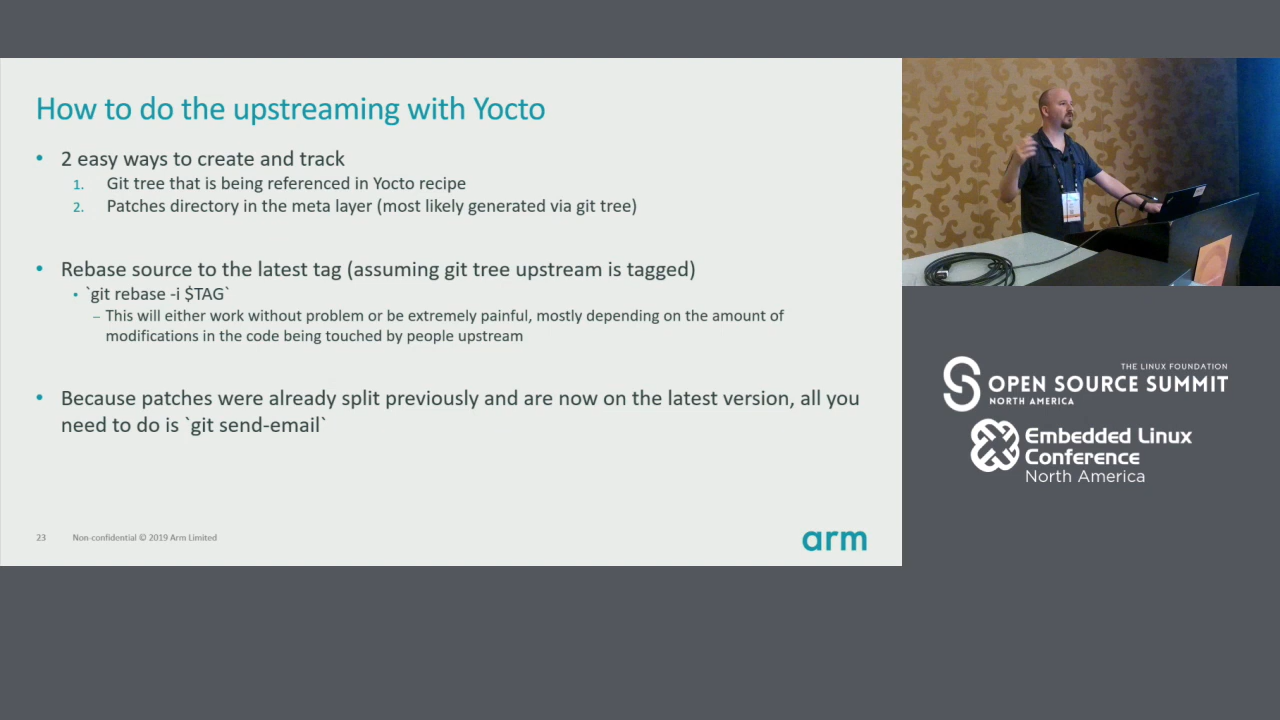 How to do the upstreaming with Yocto
• 2 easy ways to create and track
1. Git tree that is being referenced in Yocto recipe
2. Patches directory in the meta layer (most likely generated via git tree)
• Rebase source to the latest tag (assuming git tree upstream is tagged)
• `git rebase -i $TAG`
– This will either work without problem or be extremely painful, mostly depending on the amount of
modifications in the code being touched by people upstream
• Because patches were already split previously and are now on the latest version, all you
need to do is `git send-email`
23 Non-confidential © 2019 Arm Limited
arm
THE LINUX FOUNDATION
OPEN SOURCE SUMMIT
NORTH AMERICA
Embedded Linux
Conference
North America